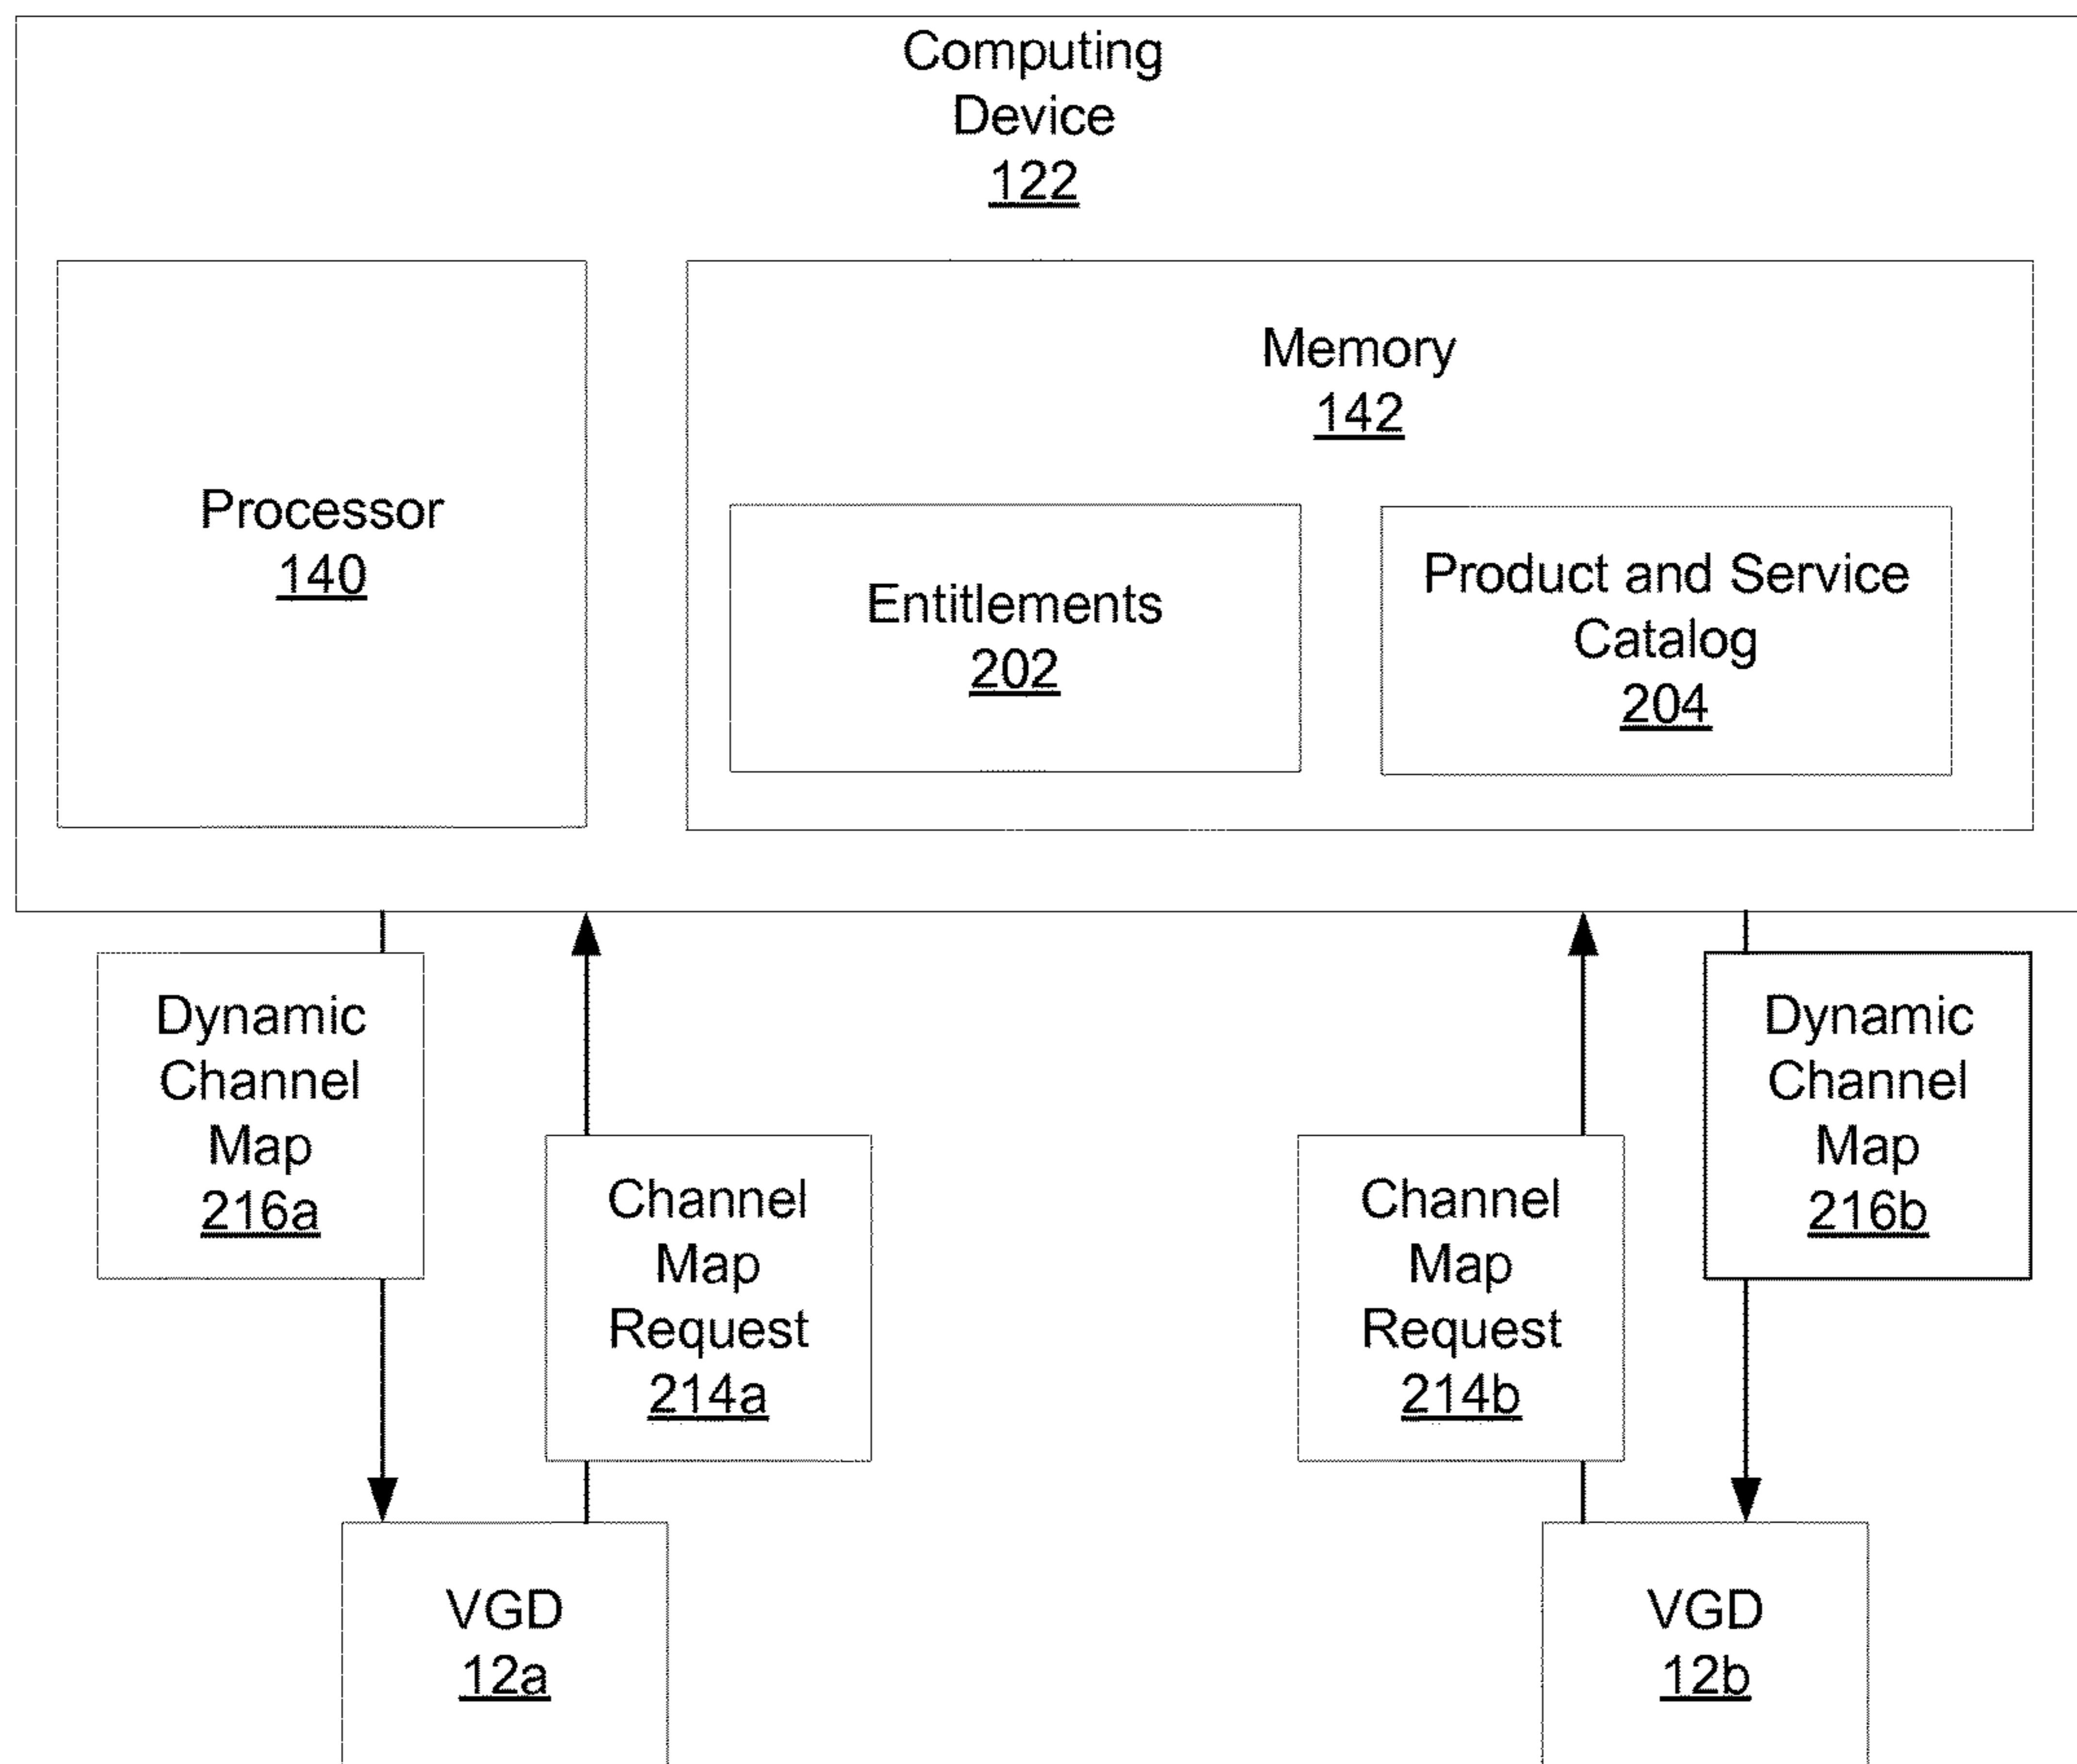 Computing
Device
122
Memory
142
Processor
140
Entitlements
202
Product and Service
Catalog
204
Dynamic
Channel
Map
216a
Channel
Map
Request
214a
Channel
Map
Request
214b
Dynamic
Channel
Map
216b
VGD
12a
VGD
12b